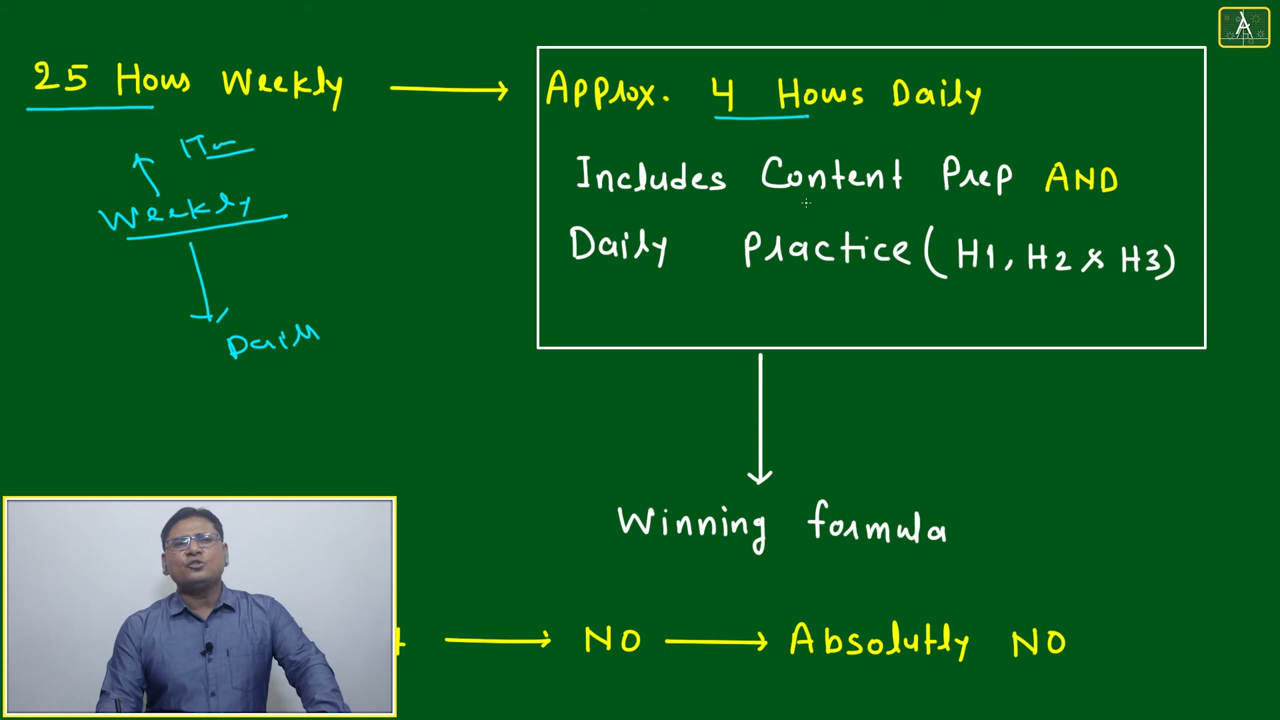 25 Hours Weekly
Approx. 4 Hours Daily
Includes Content Prep AND
Daily Practice (H1, H2 & H3)
Weekly
Winning formula
NO
Absolutly NO